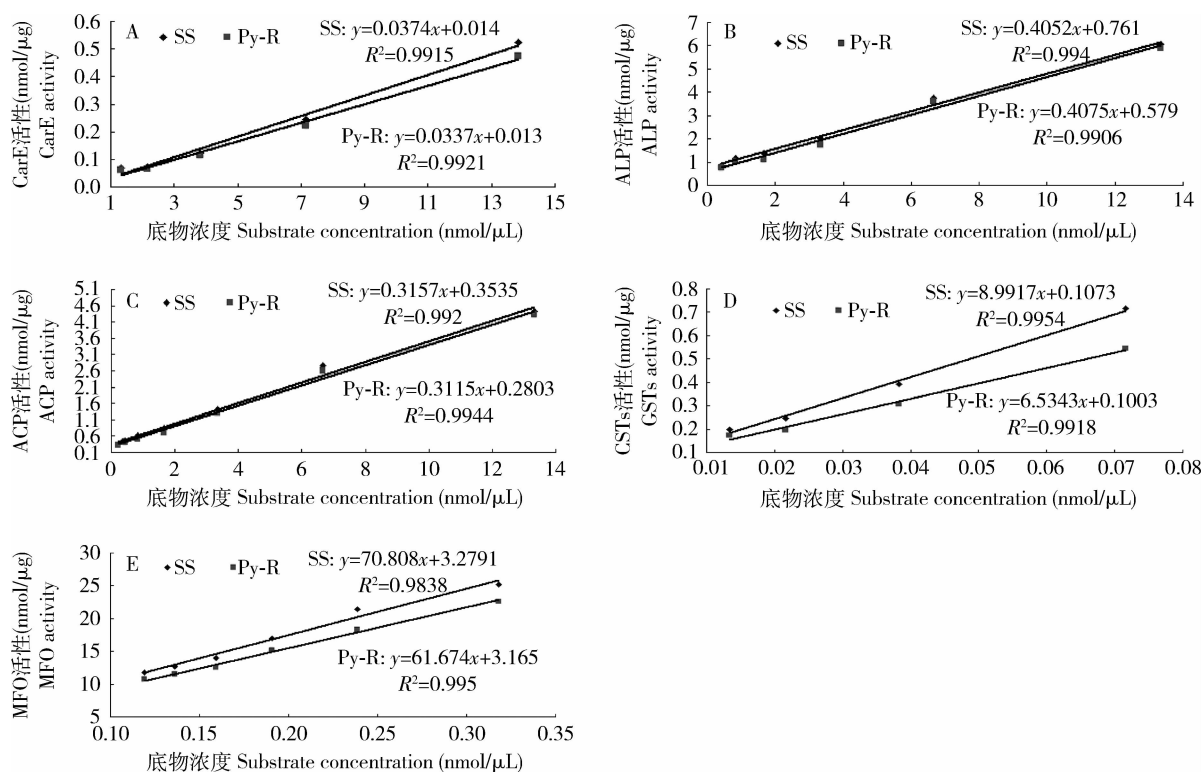 A
SS
Py-R
SS: y=0.0374x+0.014
R²=0.9915
Py-R: y=0.0337x+0.013
R²=0.9921
CarE活性(nmol/μg)
CarE activity
0.6
0.5
0.4
0.3
0.2
0.1
0.0
1 3 5 7 9 11 13 15
底物浓度 Substrate concentration (nmol/μL)
B
SS
Py-R
SS: y=0.4052x+0.761
R²=0.994
Py-R: y=0.4075x+0.579
R²=0.9906
ALP活性(nmol/μg)
ALP activity
7
6
5
4
3
2
1
0
0 2 4 6 8 10 12 14
底物浓度 Substrate concentration (nmol/μL)
C
SS
Py-R
SS: y=0.3157x+0.3535
R²=0.992
Py-R: y=0.3115x+0.2803
R²=0.9944
ACP活性(nmol/μg)
ACP activity
5.1
4.6
4.1
3.6
3.1
2.6
2.1
1.6
1.1
0.6
0.1
0 2 4 6 8 10 12 14
底物浓度 Substrate concentration (nmol/μL)
D
SS
Py-R
SS: y=8.9917x+0.1073
R²=0.9954
Py-R: y=6.5343x+0.1003
R²=0.9918
CSTs活性(nmol/μg)
GSTs activity
0.8
0.7
0.6
0.5
0.4
0.3
0.2
0.1
0.01 0.02 0.03 0.04 0.05 0.06 0.07 0.08
底物浓度 Substrate concentration (nmol/μL)
E
SS
Py-R
SS: y=70.808x+3.2791
R²=0.9838
Py-R: y=61.674x+3.165
R²=0.995
MFO活性(nmol/μg)
MFO activity
30
25
20
15
10
5
0.10 0.15 0.20 0.25 0.30 0.35
底物浓度 Substrate concentration (nmol/μL)